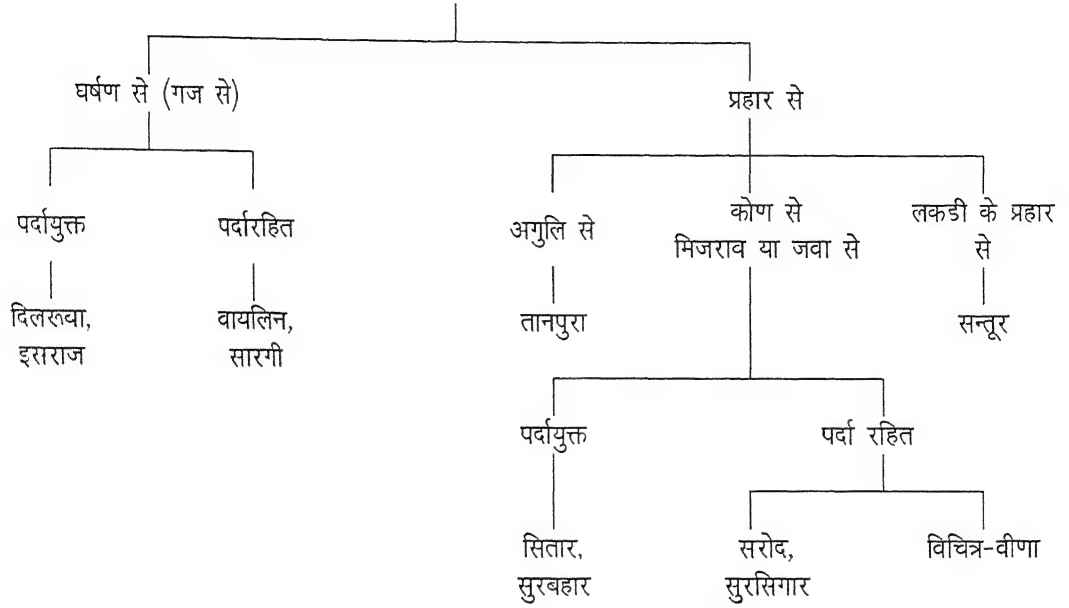 घर्षण से (गज से)
प्रहार से
पर्दायुक्त
पर्दारहित
अगुलि से
कोण से
मिजराव या जवा से
लकडी के प्रहार
से
दिलरूवा,
इसराज
वायलिन,
सारगी
तानपुरा
सन्तूर
पर्दायुक्त
पर्दा रहित
सितार,
सुरबहार
सरोद,
सुरसिगार
विचित्र-वीणा